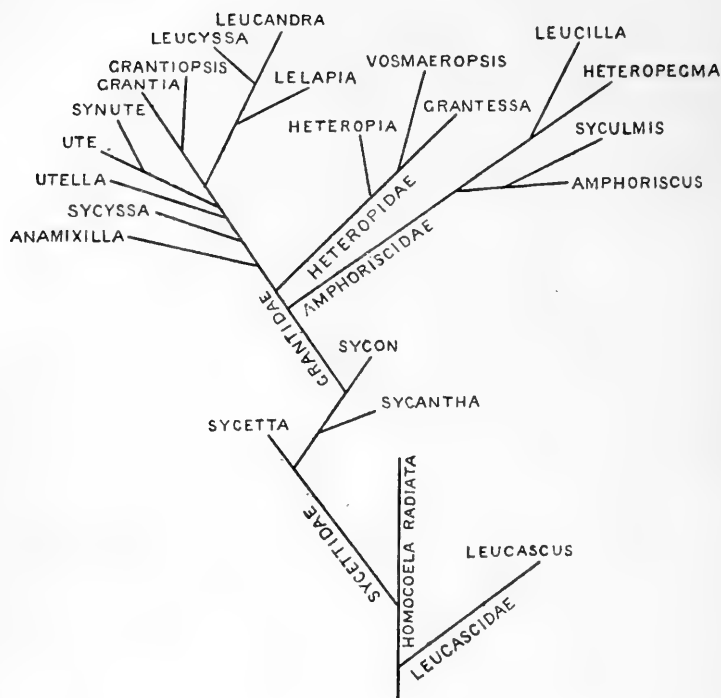 LEUCANDRA
LEUCYSSA
GRANTIOPSIS
GRANTIA
LELAPIA
SYNUTE
UTE
UTELLA
SYCYSSA
ANAMIXILLA
VOSMAEROPSIS
GRANTESSA
HETEROPIA
LEUCILLA
HETEROPEGMA
SYCULMIS
AMPHORISCUS
HETEROPIDAE
AMPHORISCIDAE
GRANTIDAE
SYCON
SYCANTHA
SYCETTA
SYCETTIDAE
HOMOCOELA RADIATA
LEUCASCUS
LEUCASCIDAE